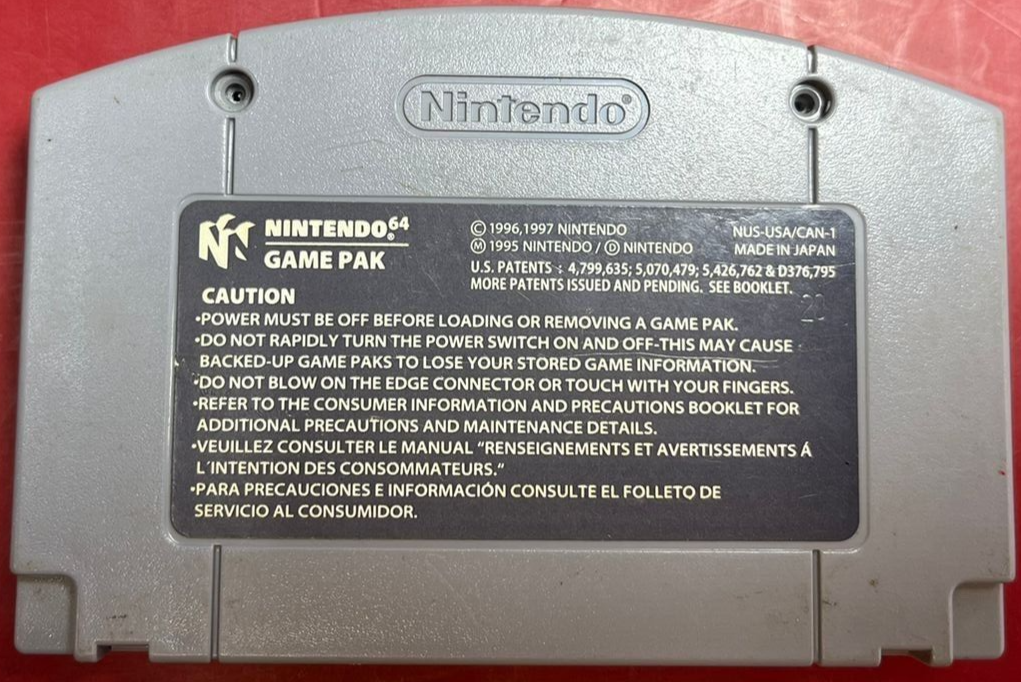 Nintendo®
NINTENDO®64
GAME PAK
© 1996,1997 NINTENDO
Ⓜ 1995 NINTENDO / Ⓓ NINTENDO
NUS-USA/CAN-1
MADE IN JAPAN
U.S. PATENTS : 4,799,635; 5,070,479; 5,426,762 & D376,795
MORE PATENTS ISSUED AND PENDING. SEE BOOKLET.
CAUTION
•POWER MUST BE OFF BEFORE LOADING OR REMOVING A GAME PAK.
•DO NOT RAPIDLY TURN THE POWER SWITCH ON AND OFF-THIS MAY CAUSE
BACKED-UP GAME PAKS TO LOSE YOUR STORED GAME INFORMATION.
•DO NOT BLOW ON THE EDGE CONNECTOR OR TOUCH WITH YOUR FINGERS.
•REFER TO THE CONSUMER INFORMATION AND PRECAUTIONS BOOKLET FOR
ADDITIONAL PRECAUTIONS AND MAINTENANCE DETAILS.
•VEUILLEZ CONSULTER LE MANUAL “RENSEIGNEMENTS ET AVERTISSEMENTS Á
L'INTENTION DES CONSOMMATEURS.”
•PARA PRECAUCIONES E INFORMACIÓN CONSULTE EL FOLLETO DE
SERVICIO AL CONSUMIDOR.